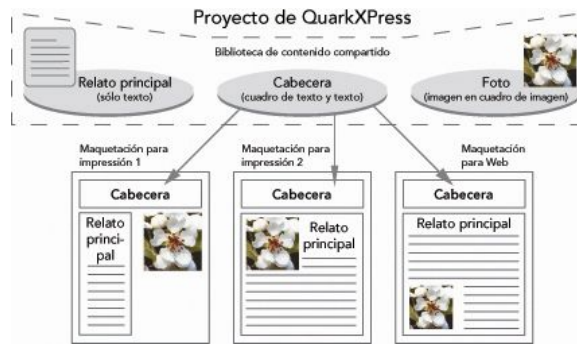 Proyecto de QuarkXPress
Biblioteca de contenido compartido
Relato principal
(sólo texto)
Cabecera
(cuadro de texto y texto)
Foto
(imagen en cuadro de imagen)
Maquetación para
impresión 1
Maquetación para
impresión 2
Maquetación
para Web
Cabecera
Relato
princi-
pal
Cabecera
Relato
principal
Cabecera
Relato principal